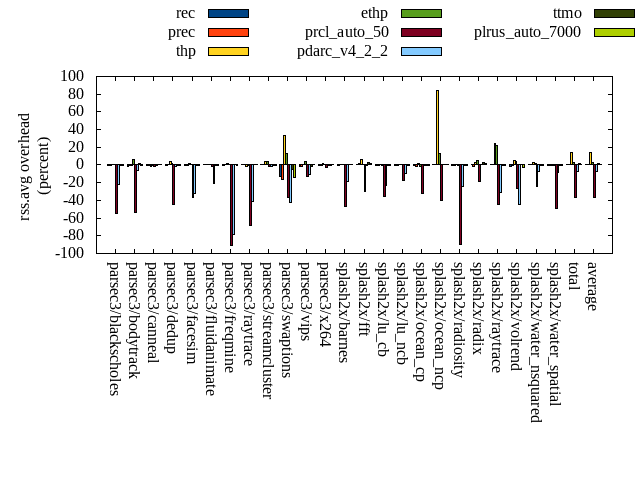 rec
prec
thp
ethp
prcl_auto_50
pdarc_v4_2_2
ttmo
plrus_auto_7000
rss.avg overhead
(percent)
100
80
60
40
20
0
-20
-40
-60
-80
-100
parsec3/blackscholes
parsec3/bodytrack
parsec3/canneal
parsec3/dedup
parsec3/facesim
parsec3/fluidanimate
parsec3/freqmine
parsec3/raytrace
parsec3/streamcluster
parsec3/swaptions
parsec3/vips
parsec3/x264
splash2x/barnes
splash2x/fft
splash2x/lu_cb
splash2x/lu_ncb
splash2x/ocean_cp
splash2x/ocean_ncp
splash2x/radiosity
splash2x/radix
splash2x/raytrace
splash2x/volrend
splash2x/water_nsquared
splash2x/water_spatial
total
average